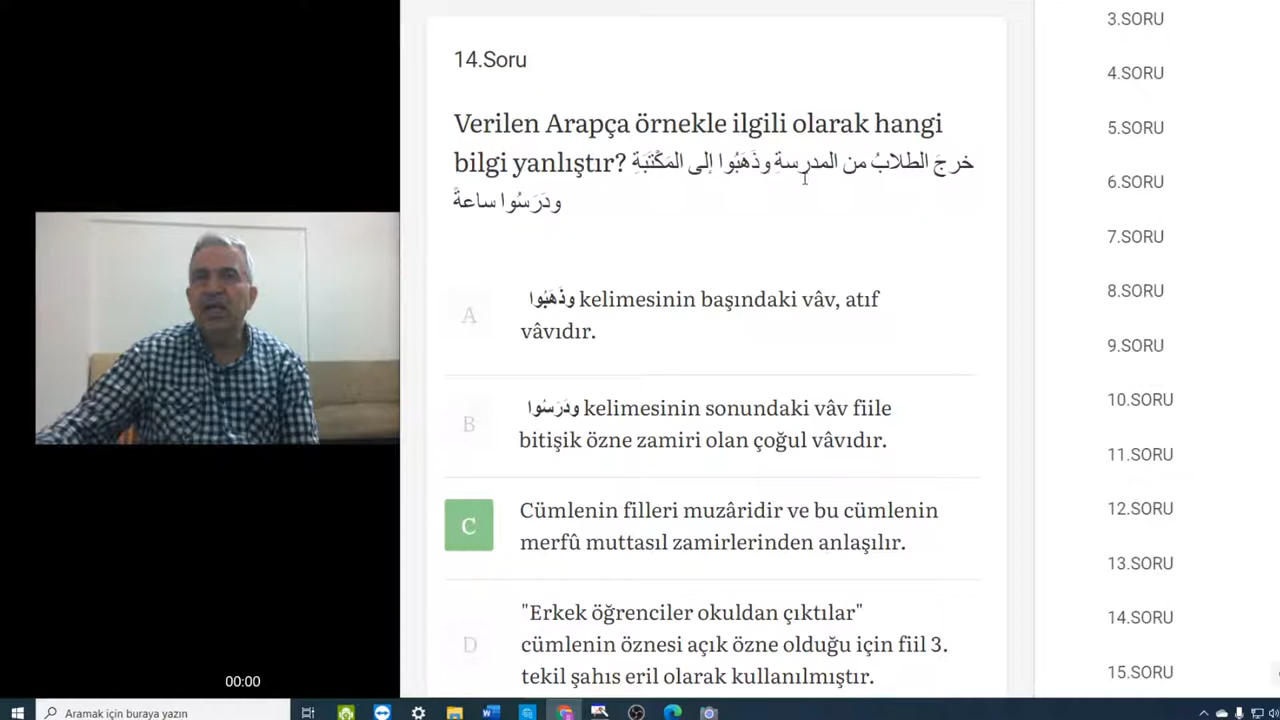 14.Soru
Verilen Arapça örnekle ilgili olarak hangi
bilgi yanlıştır? خرجَ الطلابُ من المدرسةِ وذَهَبُوا إلى المَكْتَبَةِ
ودَرَسُوا ساعةً
A
وذَهَبُوا kelimesinin başındaki vâv, atıf
vâvıdır.
B
ودَرَسُوا kelimesinin sonundaki vâv fiile
bitişik özne zamiri olan çoğul vâvıdır.
C
Cümlenin filleri muzâridir ve bu cümlenin
merfû muttasıl zamirlerinden anlaşılır.
D
"Erkek öğrenciler okuldan çıktılar"
cümlenin öznesi açık özne olduğu için fiil 3.
tekil şahıs eril olarak kullanılmıştır.
3.SORU
4.SORU
5.SORU
6.SORU
7.SORU
8.SORU
9.SORU
10.SORU
11.SORU
12.SORU
13.SORU
14.SORU
15.SORU
00:00
Aramak için buraya yazın